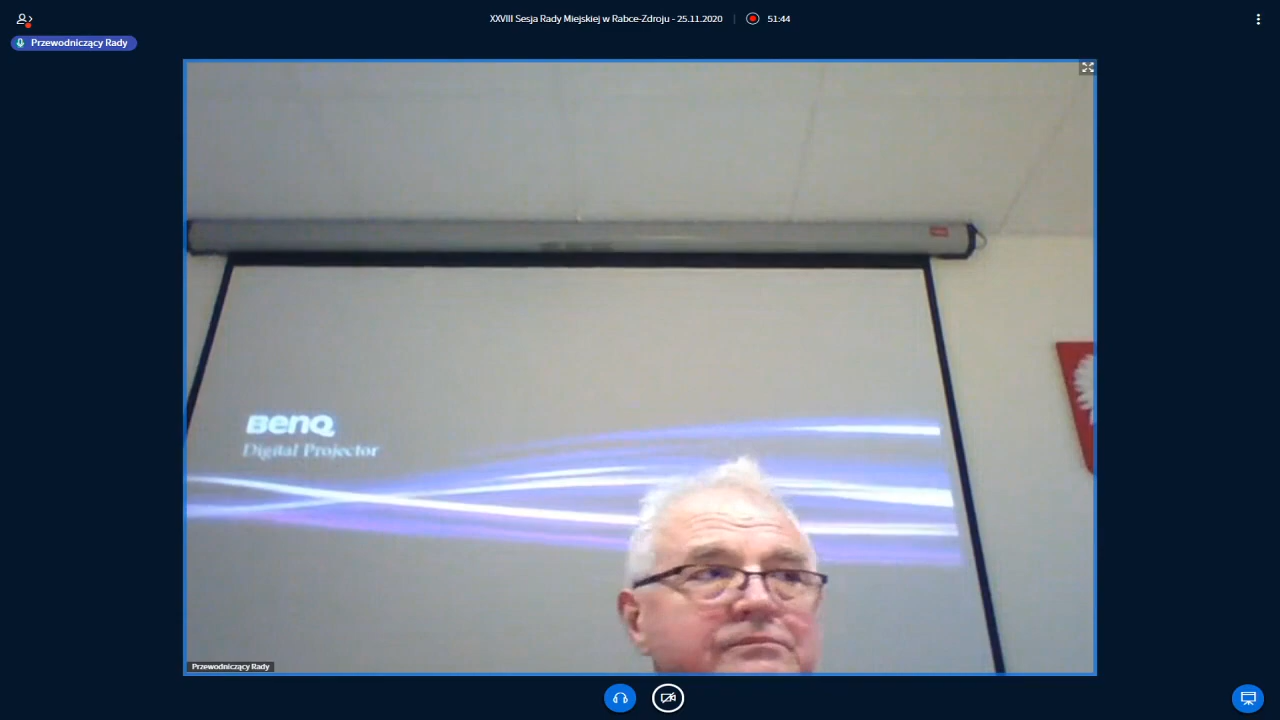 XXVIII Sesja Rady Miejskiej w Rabce-Zdroju - 25.11.2020
51:44
Przewodniczący Rady
BenQ
Digital Projector
Przewodniczący Rady